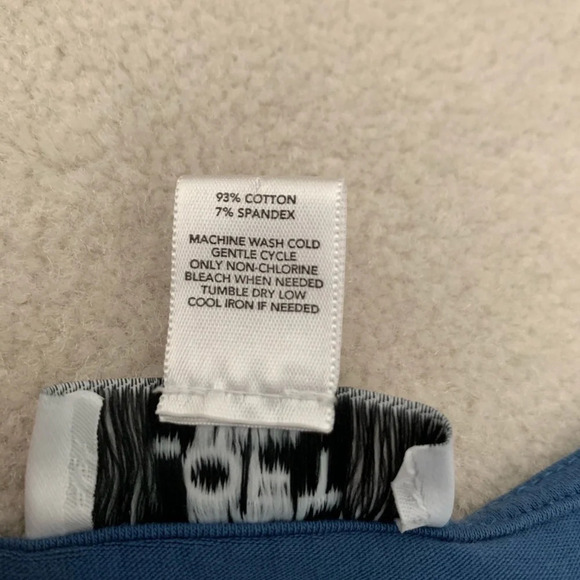 93% COTTON
7% SPANDEX
MACHINE WASH COLD
GENTLE CYCLE
ONLY NON-CHLORINE
BLEACH WHEN NEEDED
TUMBLE DRY LOW
COOL IRON IF NEEDED